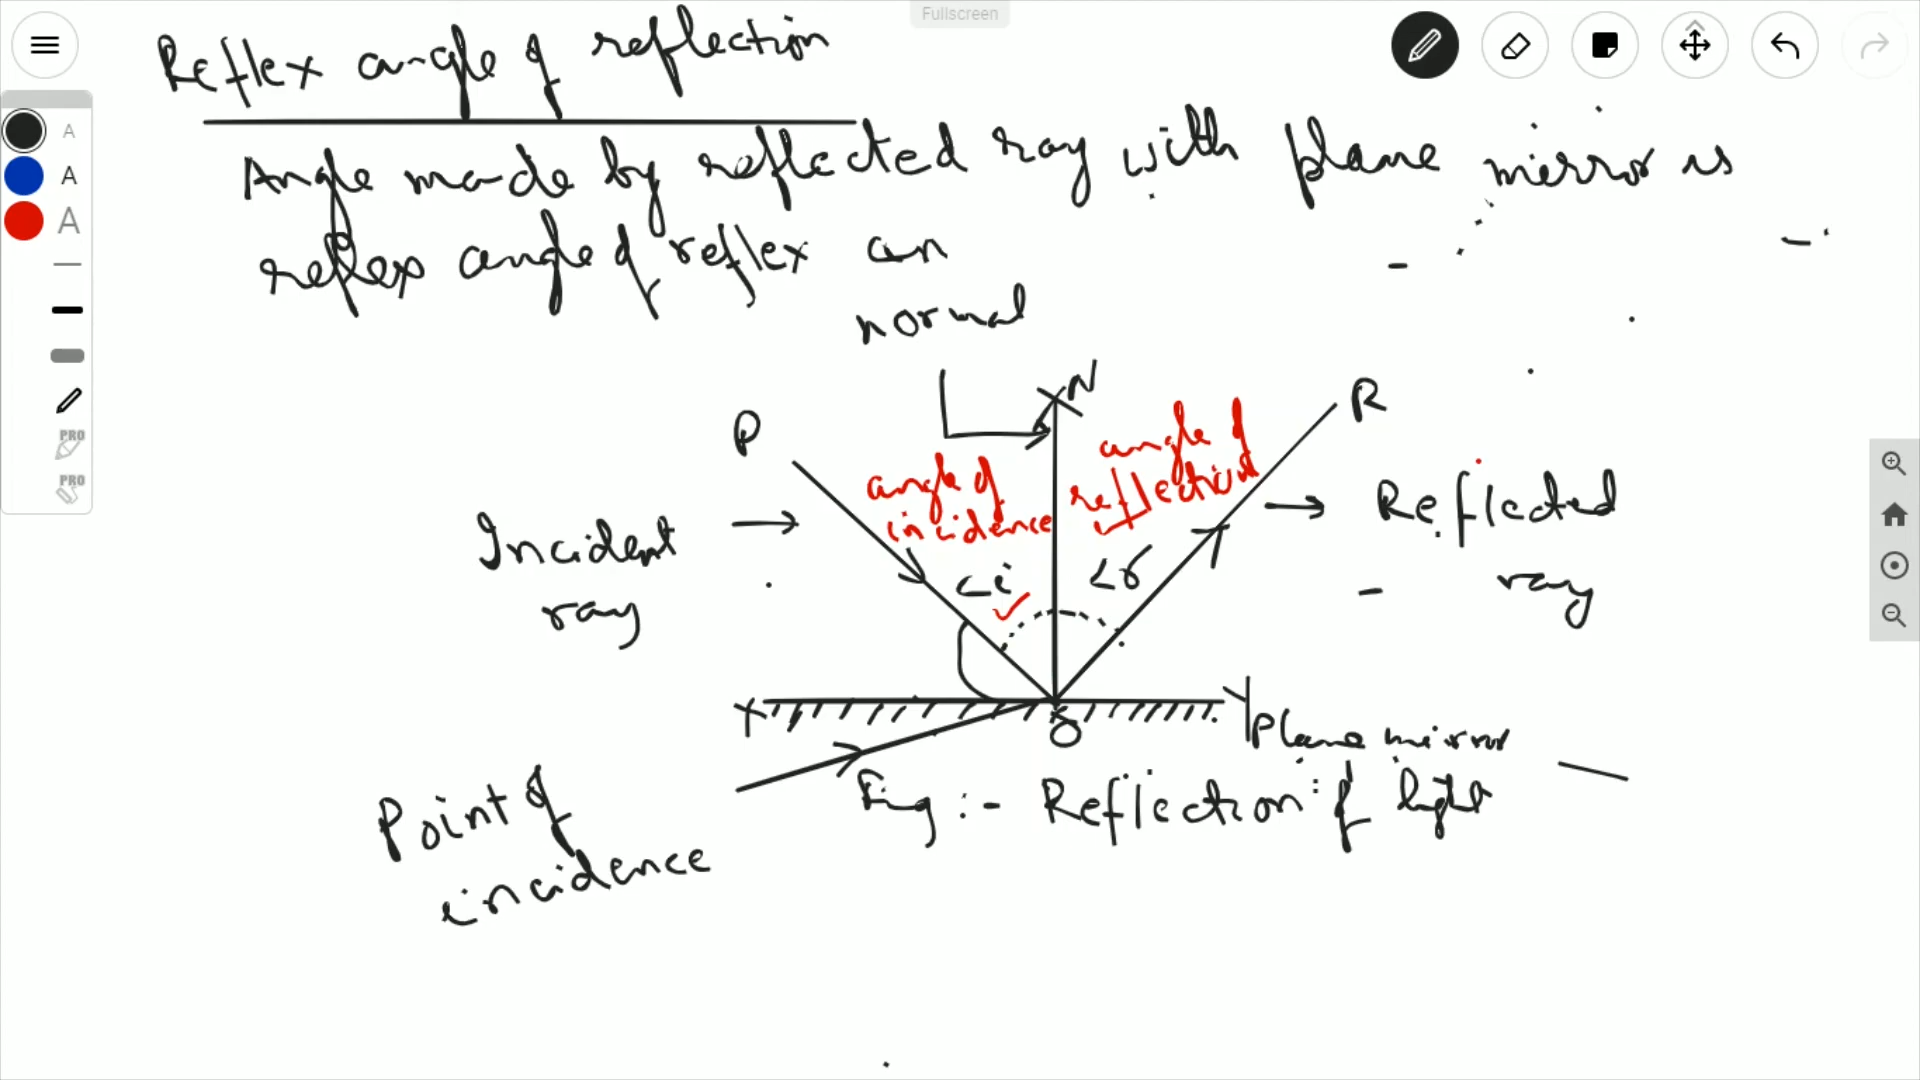 Fullscreen
Reflex angle of reflection
Angle made by reflected ray with plane mirror is
reflex angle of reflex an
normal
N
P
R
angle of
incidence
angle of
reflection
Incident
ray
Reflected
ray
<i
<r
X
Y
O
Plane mirror
Fig :- Reflection of light
Point of
incidence
A
A
A
PRO
PRO